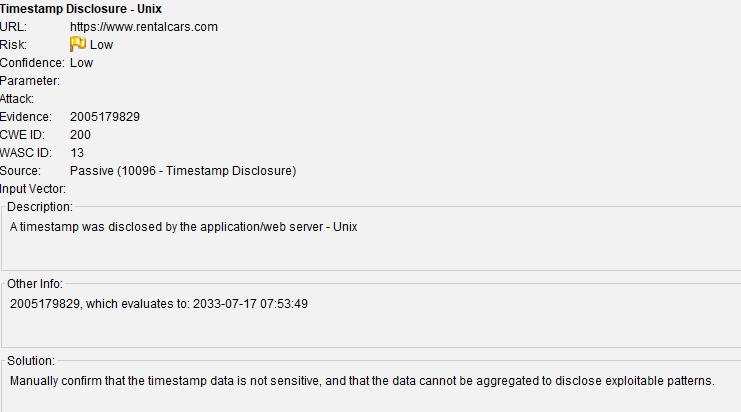 Timestamp Disclosure - Unix
URL: https://www.rentalcars.com
Risk: Low
Confidence: Low
Parameter:
Attack:
Evidence: 2005179829
CWE ID: 200
WASC ID: 13
Source: Passive (10096 - Timestamp Disclosure)
Input Vector:
Description:
A timestamp was disclosed by the application/web server - Unix
Other Info:
2005179829, which evaluates to: 2033-07-17 07:53:49
Solution:
Manually confirm that the timestamp data is not sensitive, and that the data cannot be aggregated to disclose exploitable patterns.